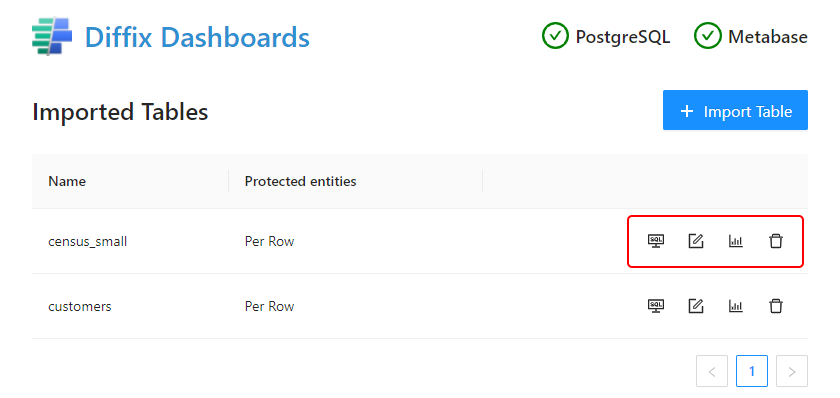 Diffix Dashboards
PostgreSQL
Metabase
Imported Tables
+ Import Table
Name
Protected entities
census_small
Per Row
SQL
customers
Per Row
SQL
< 1 >